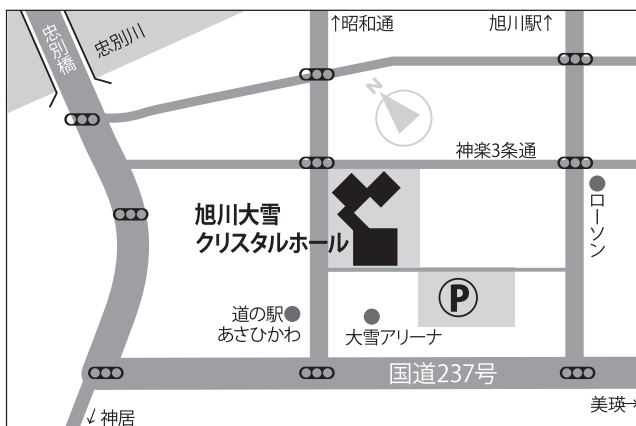 忠別橋
忠別川
↑昭和通
旭川駅↑
N
神楽3条通
旭川大雪
クリスタルホール
ローソン
P
道の駅
あさひかわ
大雪アリーナ
国道237号
美瑛→
↙神居